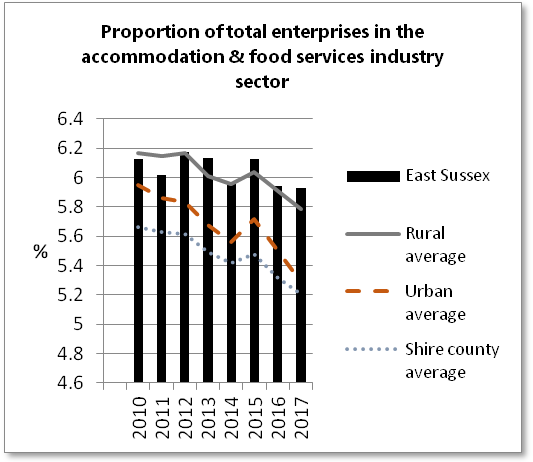 Proportion of total enterprises in the
accommodation & food services industry
sector
6.4
6.2
6
5.8
5.6
5.4
5.2
5
4.8
4.6
%
2010
2011
2012
2013
2014
2015
2016
2017
East Sussex
Rural
average
Urban
average
Shire county
average